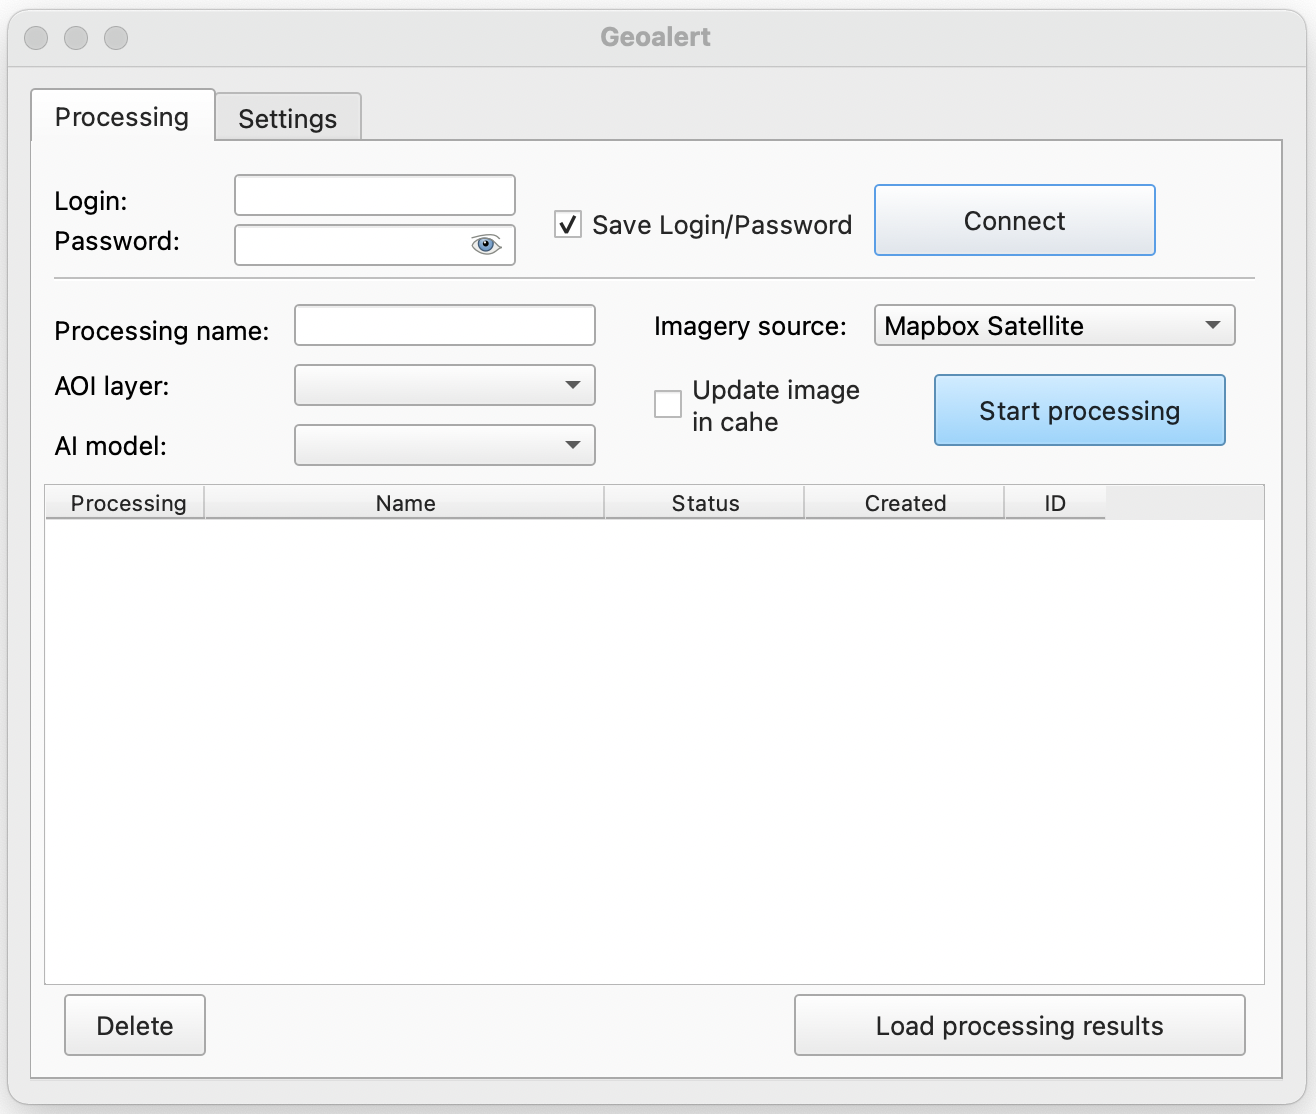 Geoalert
Processing
Settings
Login:
Password:
Save Login/Password
Connect
Processing name:
Imagery source:
Mapbox Satellite
AOI layer:
Update image
in cahe
Start processing
AI model:
Processing Name Status Created ID
Delete
Load processing results